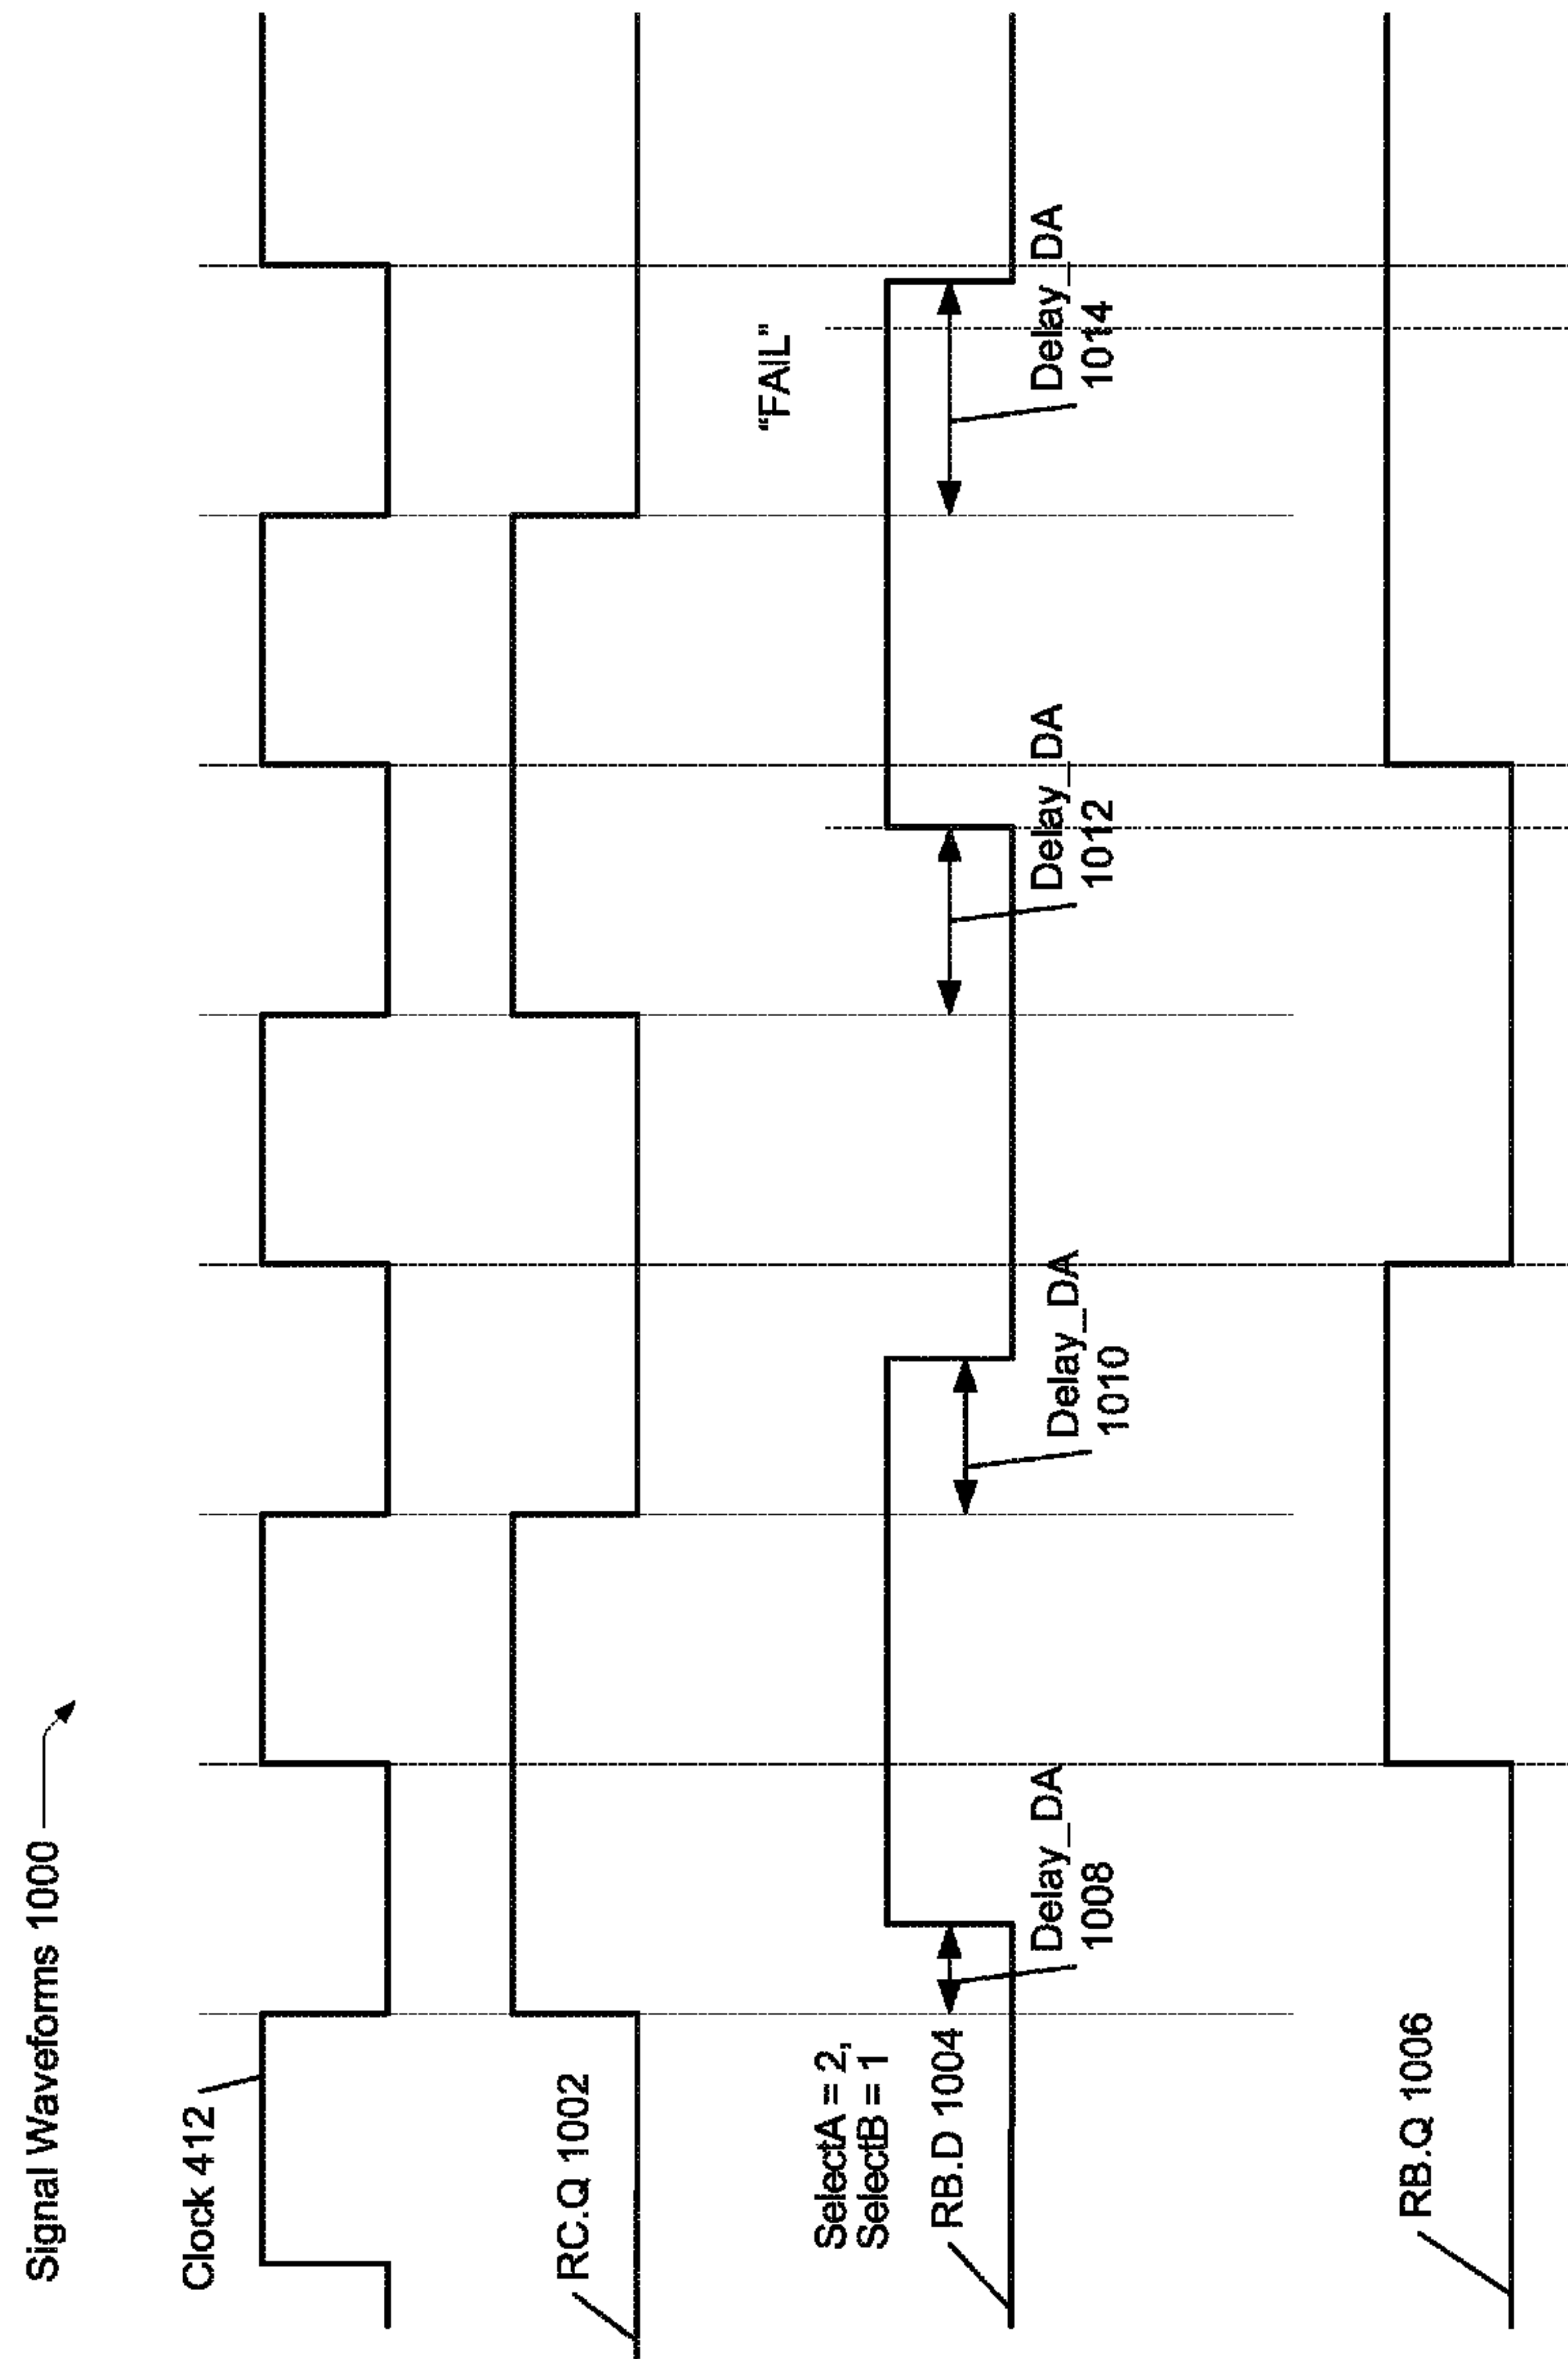 Signal Waveforms 1000
Clock 412
RC.Q 1002
SelectA = 2,
SelectB = 1
RB.D 1004
"FAIL"
Delay_DA
1008
Delay_DA
1010
Delay_DA
1012
Delay_DA
1014
RB.Q 1006